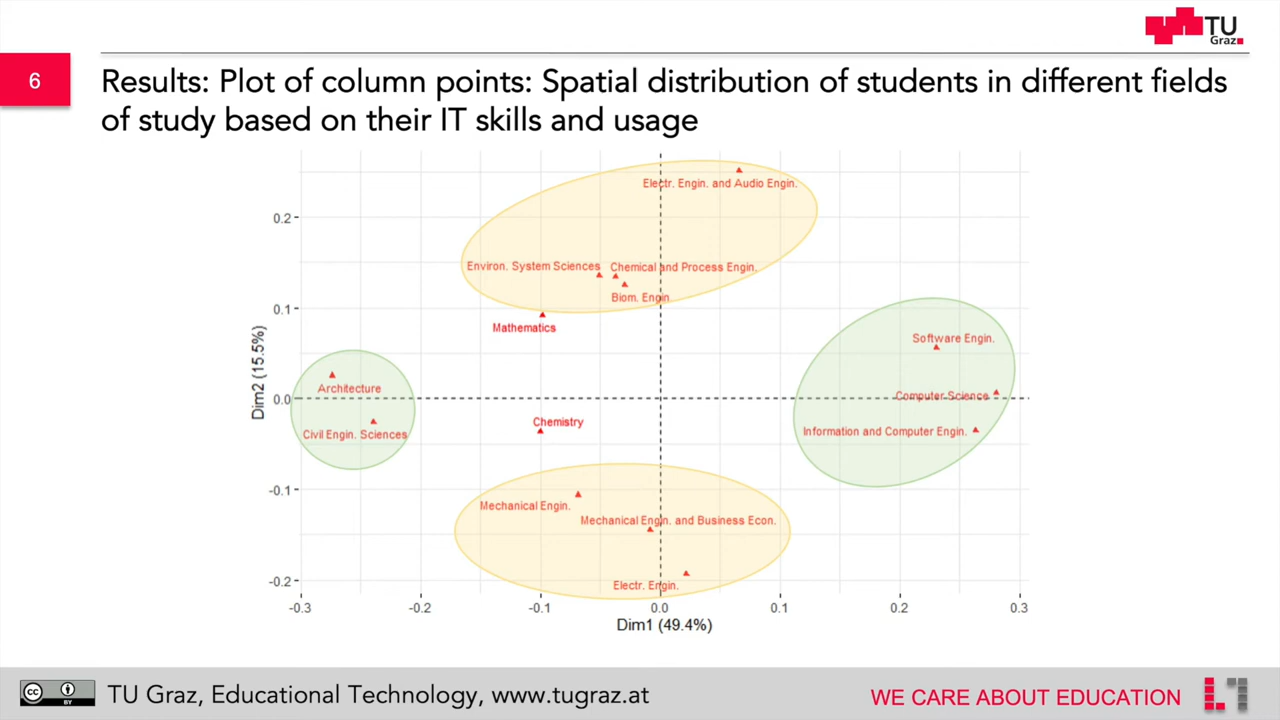 TU
Graz
6
Results: Plot of column points: Spatial distribution of students in different fields
of study based on their IT skills and usage
Electr. Engin. and Audio Engin.
0.2
Environ. System Sciences
Chemical and Process Engin.
Biom. Engin
0.1
Mathematics
Software Engin.
Dim2 (15.5%)
Architecture
Computer Science
0.0
Chemistry
Civil Engin. Sciences
Information and Computer Engin.
-0.1
Mechanical Engin.
Mechanical Engin. and Business Econ.
-0.2
Electr. Engin.
-0.3
-0.2
-0.1
0.0
0.1
0.2
0.3
Dim1 (49.4%)
cc BY
TU Graz, Educational Technology, www.tugraz.at
WE CARE ABOUT EDUCATION